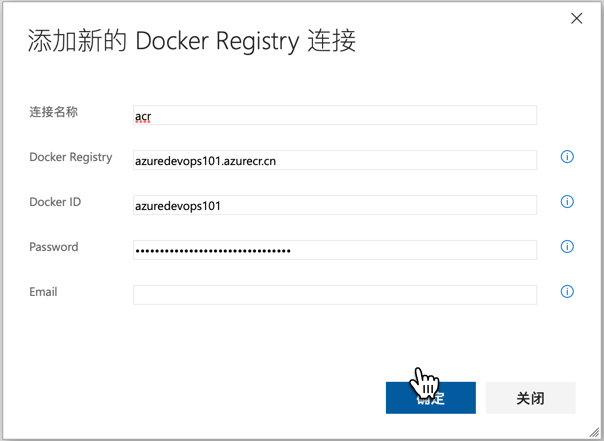 添加新的 Docker Registry 连接
连接名称
acr
Docker Registry
azuredevops101.azurecr.cn
Docker ID
azuredevops101
Password
••••••••••••••••••••••••••••••••
Email
确定
关闭